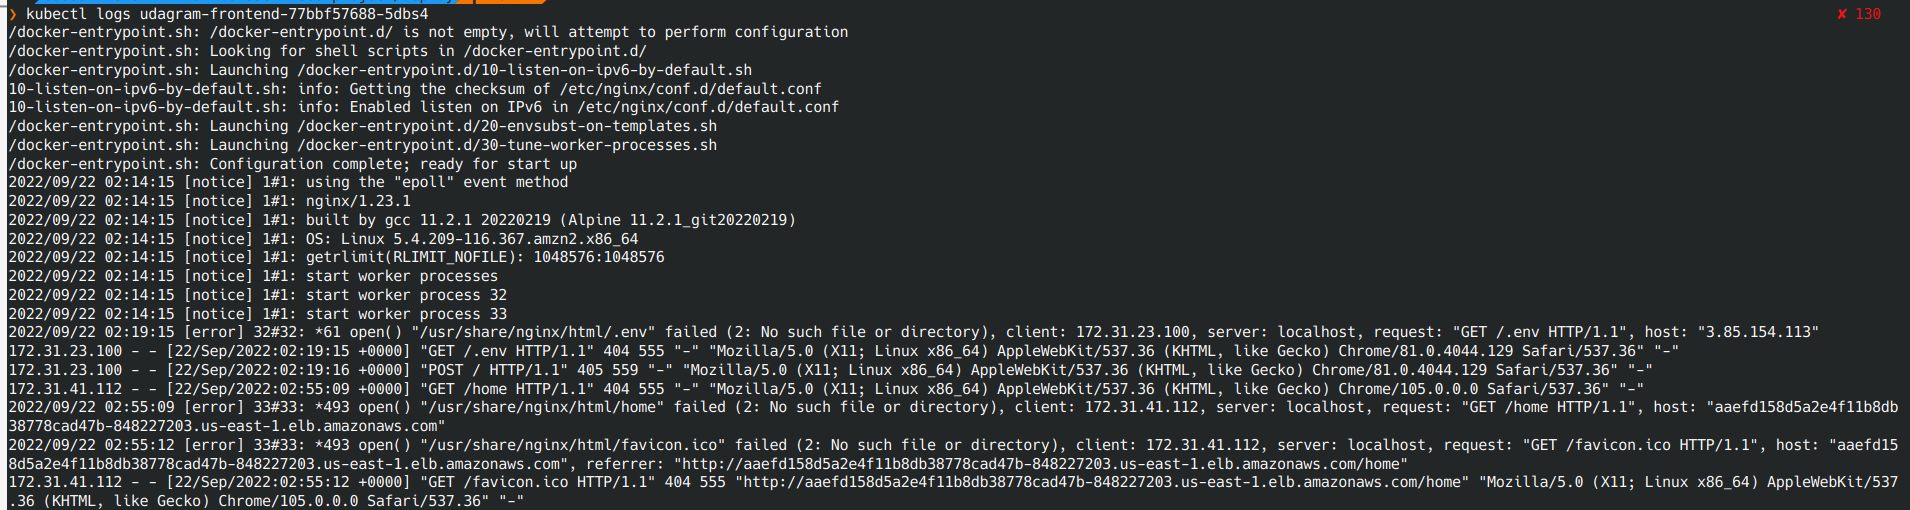 ❯ kubectl logs udagram-frontend-77bbf57688-5dbs4 ✘ 130
/docker-entrypoint.sh: /docker-entrypoint.d/ is not empty, will attempt to perform configuration
/docker-entrypoint.sh: Looking for shell scripts in /docker-entrypoint.d/
/docker-entrypoint.sh: Launching /docker-entrypoint.d/10-listen-on-ipv6-by-default.sh
10-listen-on-ipv6-by-default.sh: info: Getting the checksum of /etc/nginx/conf.d/default.conf
10-listen-on-ipv6-by-default.sh: info: Enabled listen on IPv6 in /etc/nginx/conf.d/default.conf
/docker-entrypoint.sh: Launching /docker-entrypoint.d/20-envsubst-on-templates.sh
/docker-entrypoint.sh: Launching /docker-entrypoint.d/30-tune-worker-processes.sh
/docker-entrypoint.sh: Configuration complete; ready for start up
2022/09/22 02:14:15 [notice] 1#1: using the "epoll" event method
2022/09/22 02:14:15 [notice] 1#1: nginx/1.23.1
2022/09/22 02:14:15 [notice] 1#1: built by gcc 11.2.1 20220219 (Alpine 11.2.1_git20220219)
2022/09/22 02:14:15 [notice] 1#1: OS: Linux 5.4.209-116.367.amzn2.x86_64
2022/09/22 02:14:15 [notice] 1#1: getrlimit(RLIMIT_NOFILE): 1048576:1048576
2022/09/22 02:14:15 [notice] 1#1: start worker processes
2022/09/22 02:14:15 [notice] 1#1: start worker process 32
2022/09/22 02:14:15 [notice] 1#1: start worker process 33
2022/09/22 02:19:15 [error] 32#32: *61 open() "/usr/share/nginx/html/.env" failed (2: No such file or directory), client: 172.31.23.100, server: localhost, request: "GET /.env HTTP/1.1", host: "3.85.154.113"
172.31.23.100 - - [22/Sep/2022:02:19:15 +0000] "GET /.env HTTP/1.1" 404 555 "-" "Mozilla/5.0 (X11; Linux x86_64) AppleWebKit/537.36 (KHTML, like Gecko) Chrome/81.0.4044.129 Safari/537.36" "-"
172.31.23.100 - - [22/Sep/2022:02:19:16 +0000] "POST / HTTP/1.1" 405 559 "-" "Mozilla/5.0 (X11; Linux x86_64) AppleWebKit/537.36 (KHTML, like Gecko) Chrome/81.0.4044.129 Safari/537.36" "-"
172.31.41.112 - - [22/Sep/2022:02:55:09 +0000] "GET /home HTTP/1.1" 404 555 "-" "Mozilla/5.0 (X11; Linux x86_64) AppleWebKit/537.36 (KHTML, like Gecko) Chrome/105.0.0.0 Safari/537.36" "-"
2022/09/22 02:55:09 [error] 33#33: *493 open() "/usr/share/nginx/html/home" failed (2: No such file or directory), client: 172.31.41.112, server: localhost, request: "GET /home HTTP/1.1", host: "aaefd158d5a2e4f11b8db
38778cad47b-848227203.us-east-1.elb.amazonaws.com"
2022/09/22 02:55:12 [error] 33#33: *493 open() "/usr/share/nginx/html/favicon.ico" failed (2: No such file or directory), client: 172.31.41.112, server: localhost, request: "GET /favicon.ico HTTP/1.1", host: "aaefd15
8d5a2e4f11b8db38778cad47b-848227203.us-east-1.elb.amazonaws.com", referrer: "http://aaefd158d5a2e4f11b8db38778cad47b-848227203.us-east-1.elb.amazonaws.com/home"
172.31.41.112 - - [22/Sep/2022:02:55:12 +0000] "GET /favicon.ico HTTP/1.1" 404 555 "http://aaefd158d5a2e4f11b8db38778cad47b-848227203.us-east-1.elb.amazonaws.com/home" "Mozilla/5.0 (X11; Linux x86_64) AppleWebKit/537
.36 (KHTML, like Gecko) Chrome/105.0.0.0 Safari/537.36" "-"